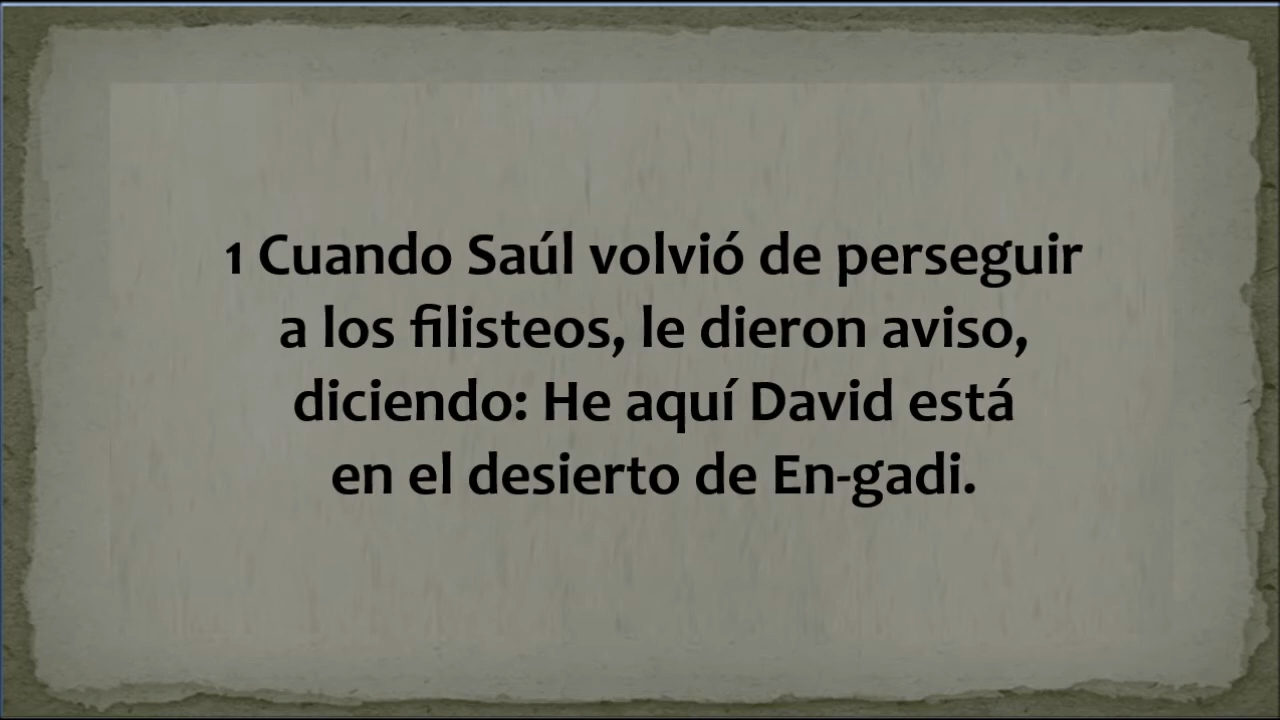 1 Cuando Saúl volvió de perseguir
a los filisteos, le dieron aviso,
diciendo: He aquí David está
en el desierto de En-gadi.